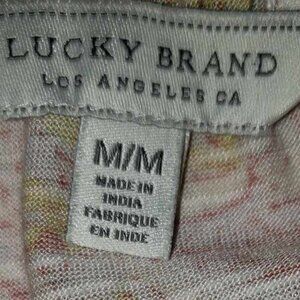 LUCKY BRAND
LOS ANGELES CA
M/M
MADE IN
INDIA
FABRIQUE
EN INDE